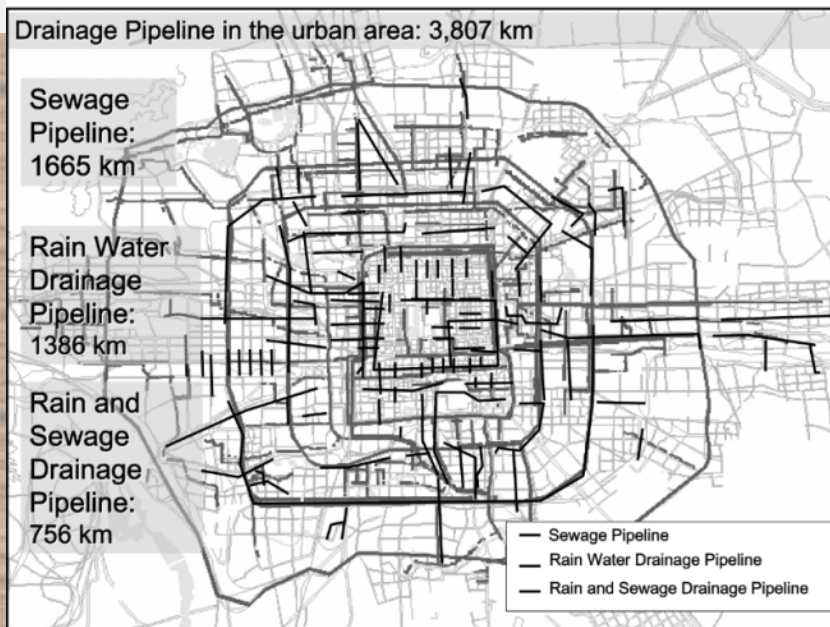 Drainage Pipeline in the urban area: 3,807 km
Sewage
Pipeline:
1665 km
Rain Water
Drainage
Pipeline:
1386 km
Rain and
Sewage
Drainage
Pipeline:
756 km
Sewage Pipeline
Rain Water Drainage Pipeline
Rain and Sewage Drainage Pipeline